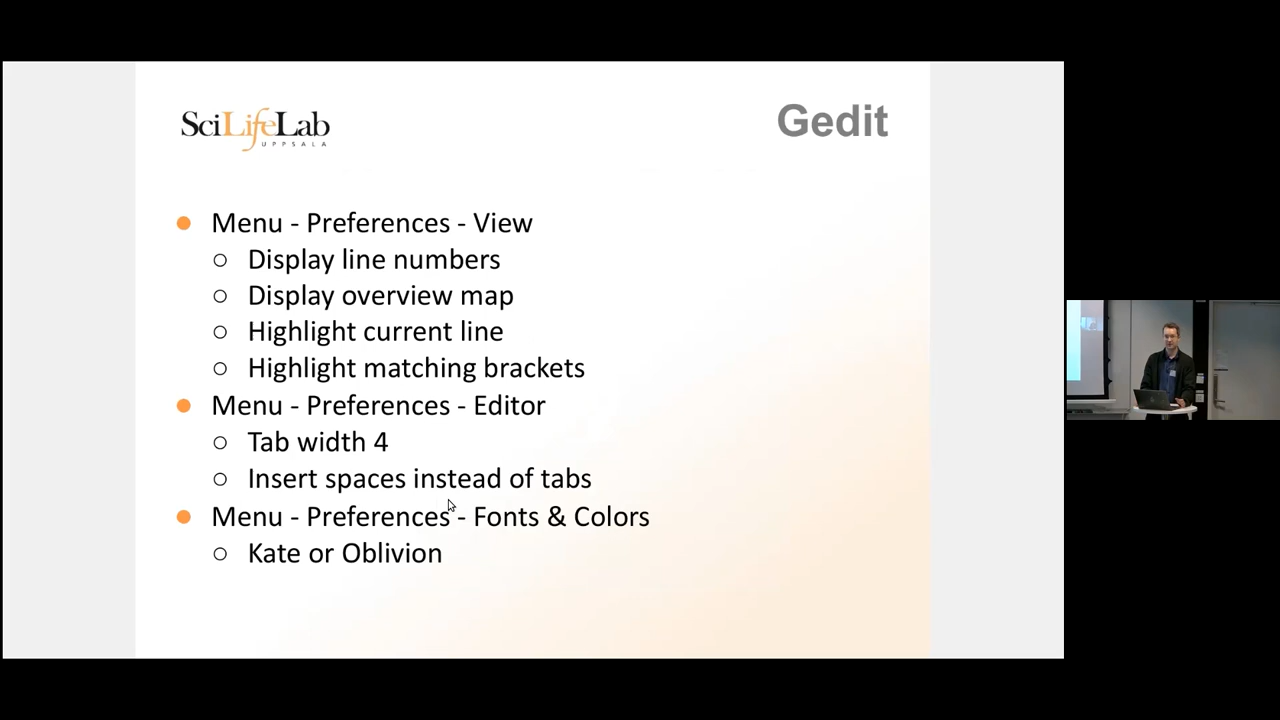 SciLifeLab
UPPSALA
Gedit
Menu - Preferences - View
Display line numbers
Display overview map
Highlight current line
Highlight matching brackets
Menu - Preferences - Editor
Tab width 4
Insert spaces instead of tabs
Menu - Preferences - Fonts & Colors
Kate or Oblivion